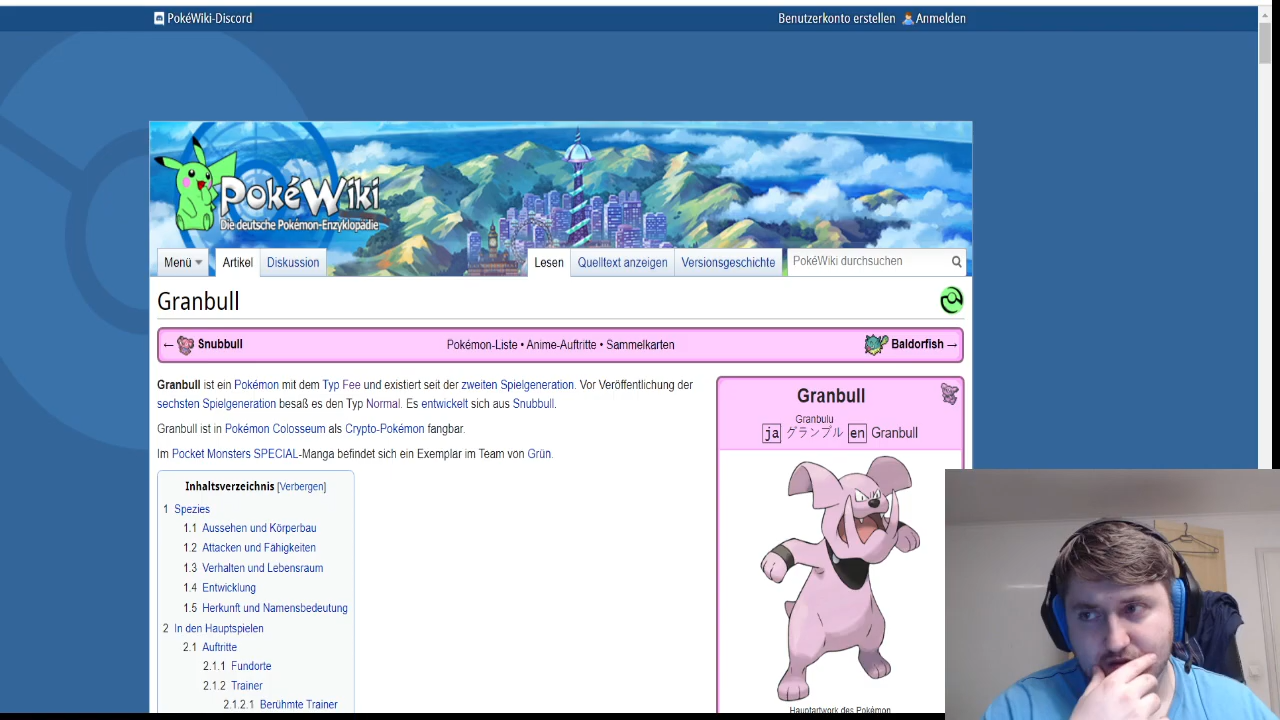 PokéWiki-Discord
Benutzerkonto erstellen Anmelden
PokéWiki
Die deutsche Pokémon-Enzyklopädie
Menü Artikel Diskussion Lesen Quelltext anzeigen Versionsgeschichte PokéWiki durchsuchen
Granbull
← Snubbull Pokémon-Liste • Anime-Auftritte • Sammelkarten Baldorfish →
Granbull ist ein Pokémon mit dem Typ Fee und existiert seit der zweiten Spielgeneration. Vor Veröffentlichung der
sechsten Spielgeneration besaß es den Typ Normal. Es entwickelt sich aus Snubbull.
Granbull ist in Pokémon Colosseum als Crypto-Pokémon fangbar.
Im Pocket Monsters SPECIAL-Manga befindet sich ein Exemplar im Team von Grün.
Inhaltsverzeichnis [Verbergen]
1 Spezies
1.1 Aussehen und Körperbau
1.2 Attacken und Fähigkeiten
1.3 Verhalten und Lebensraum
1.4 Entwicklung
1.5 Herkunft und Namensbedeutung
2 In den Hauptspielen
2.1 Auftritte
2.1.1 Fundorte
2.1.2 Trainer
2.1.2.1 Berühmte Trainer
Granbull
Granbulu
ja グランブル en Granbull
Hauptartwork des Pokémon